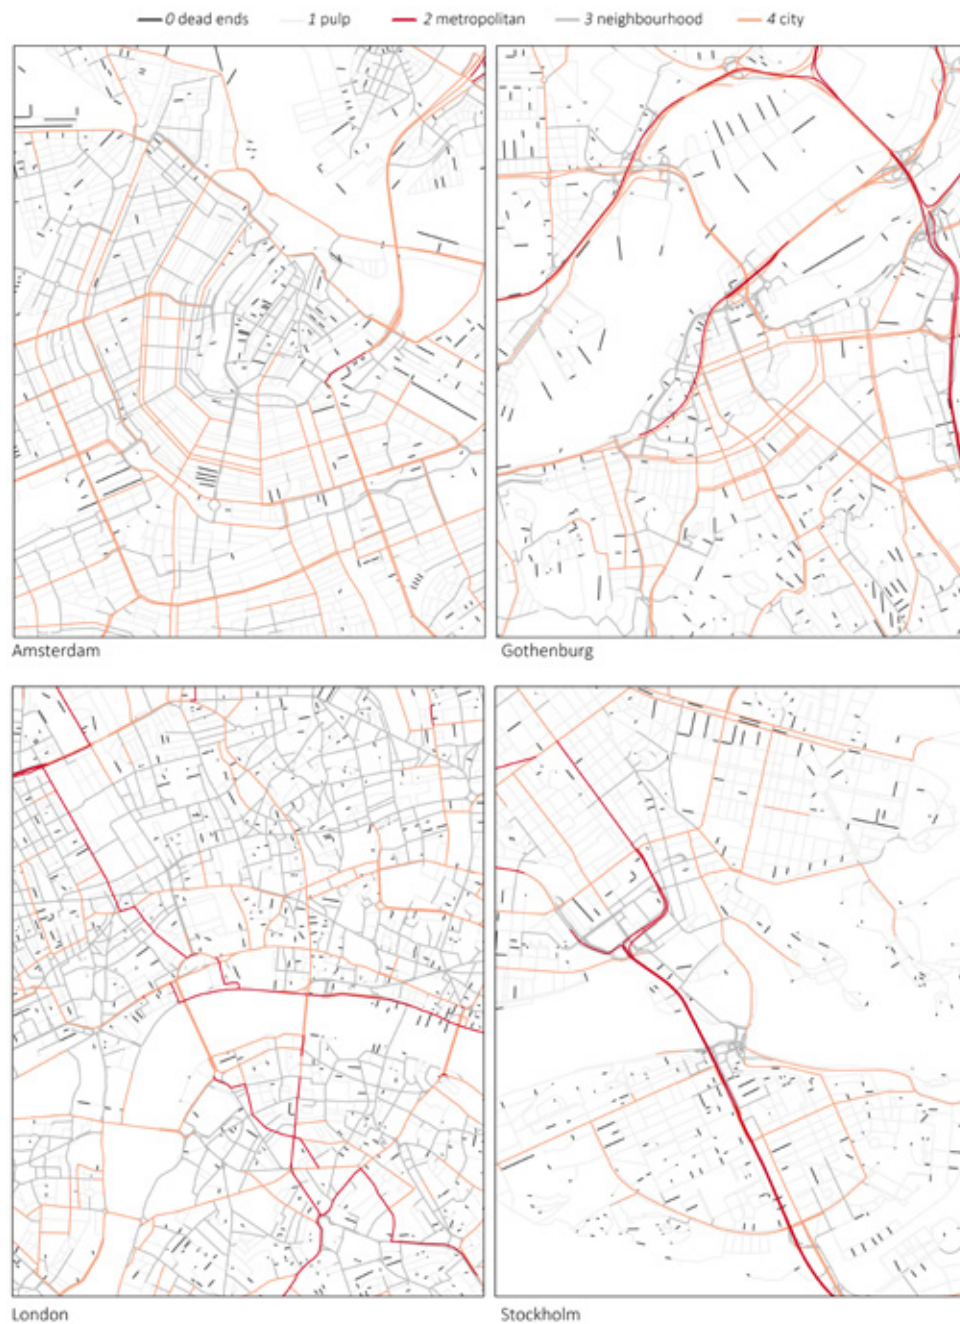 0 dead ends 1 pulp 2 metropolitan 3 neighbourhood 4 city
Amsterdam
Gothenburg
London
Stockholm